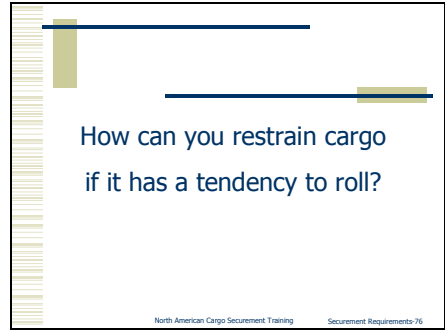 How can you restrain cargo
if it has a tendency to roll?
North American Cargo Securement Training Securement Requirements-76